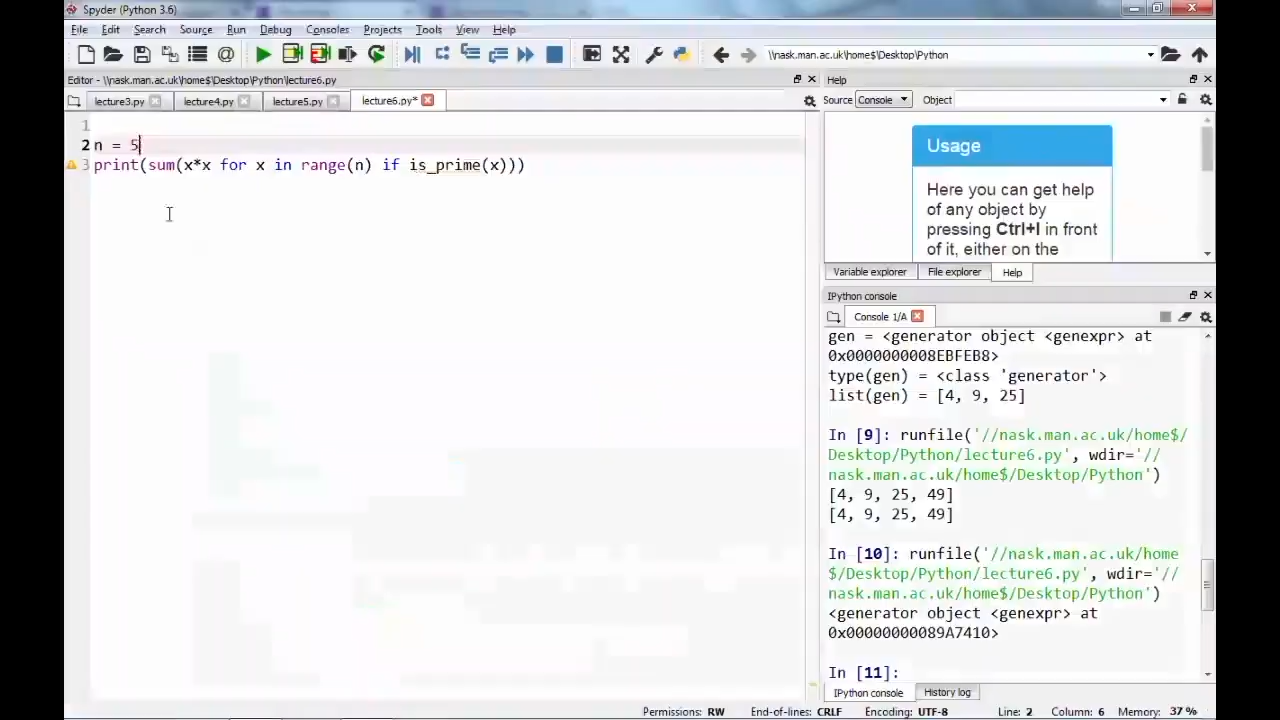 Spyder (Python 3.6)
File Edit Search Source Run Debug Consoles Projects Tools View Help
\\nask.man.ac.uk\home$\Desktop\Python
Editor - \\nask.man.ac.uk\home$\Desktop\Python\lecture6.py
lecture3.py lecture4.py lecture5.py lecture6.py*
1
2 n = 5
3 print(sum(x*x for x in range(n) if is_prime(x)))
Help
Source Console Object
Usage
Here you can get help
of any object by
pressing Ctrl+I in front
of it, either on the
Variable explorer File explorer Help
IPython console
Console 1/A
gen = <generator object <genexpr> at
0x0000000008EBFEB8>
type(gen) = <class 'generator'>
list(gen) = [4, 9, 25]
In [9]: runfile('//nask.man.ac.uk/home$/
Desktop/Python/lecture6.py', wdir='//
nask.man.ac.uk/home$/Desktop/Python')
[4, 9, 25, 49]
[4, 9, 25, 49]
In [10]: runfile('//nask.man.ac.uk/home
$/Desktop/Python/lecture6.py', wdir='//
nask.man.ac.uk/home$/Desktop/Python')
<generator object <genexpr> at
0x00000000089A7410>
In [11]:
IPython console History log
Permissions: RW End-of-lines: CRLF Encoding: UTF-8 Line: 2 Column: 6 Memory: 37 %